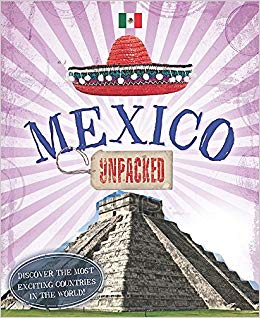 MEXICO
UNPACKED
DISCOVER THE MOST
EXCITING COUNTRIES
IN THE WORLD!